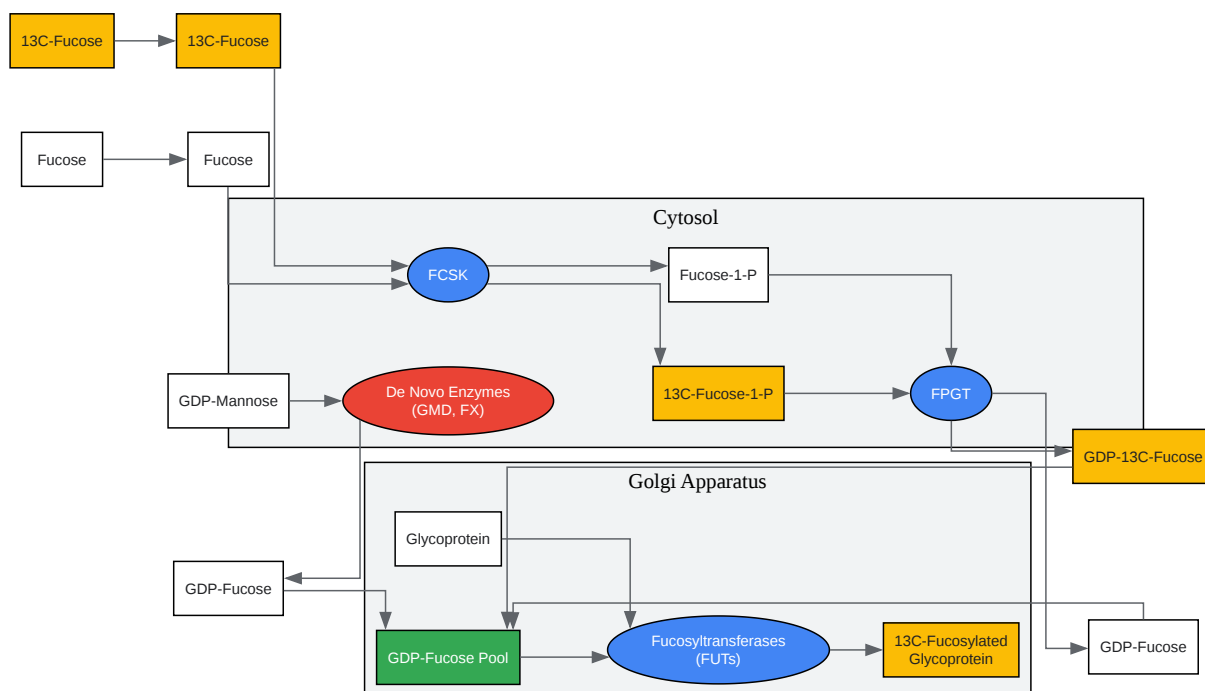 13C-Fucose
13C-Fucose
Fucose
Fucose
Cytosol
FCSK
Fucose-1-P
GDP-Mannose
De Novo Enzymes
(GMD, FX)
13C-Fucose-1-P
FPGT
GDP-13C-Fucose
Golgi Apparatus
Glycoprotein
GDP-Fucose
GDP-Fucose Pool
Fucosyltransferases
(FUTs)
13C-Fucosylated
Glycoprotein
GDP-Fucose